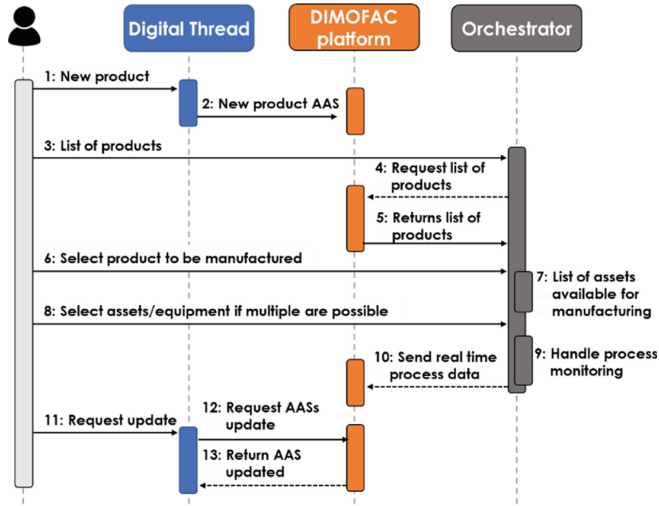 Digital Thread
DIMOFAC
platform
Orchestrator
1: New product
2: New product AAS
3: List of products
4: Request list of
products
5: Returns list of
products
6: Select product to be manufactured
7: List of assets
available for
manufacturing
8: Select assets/equipment if multiple are possible
9: Handle process
monitoring
10: Send real time
process data
11: Request update
12: Request AASs
update
13: Return AAS
updated